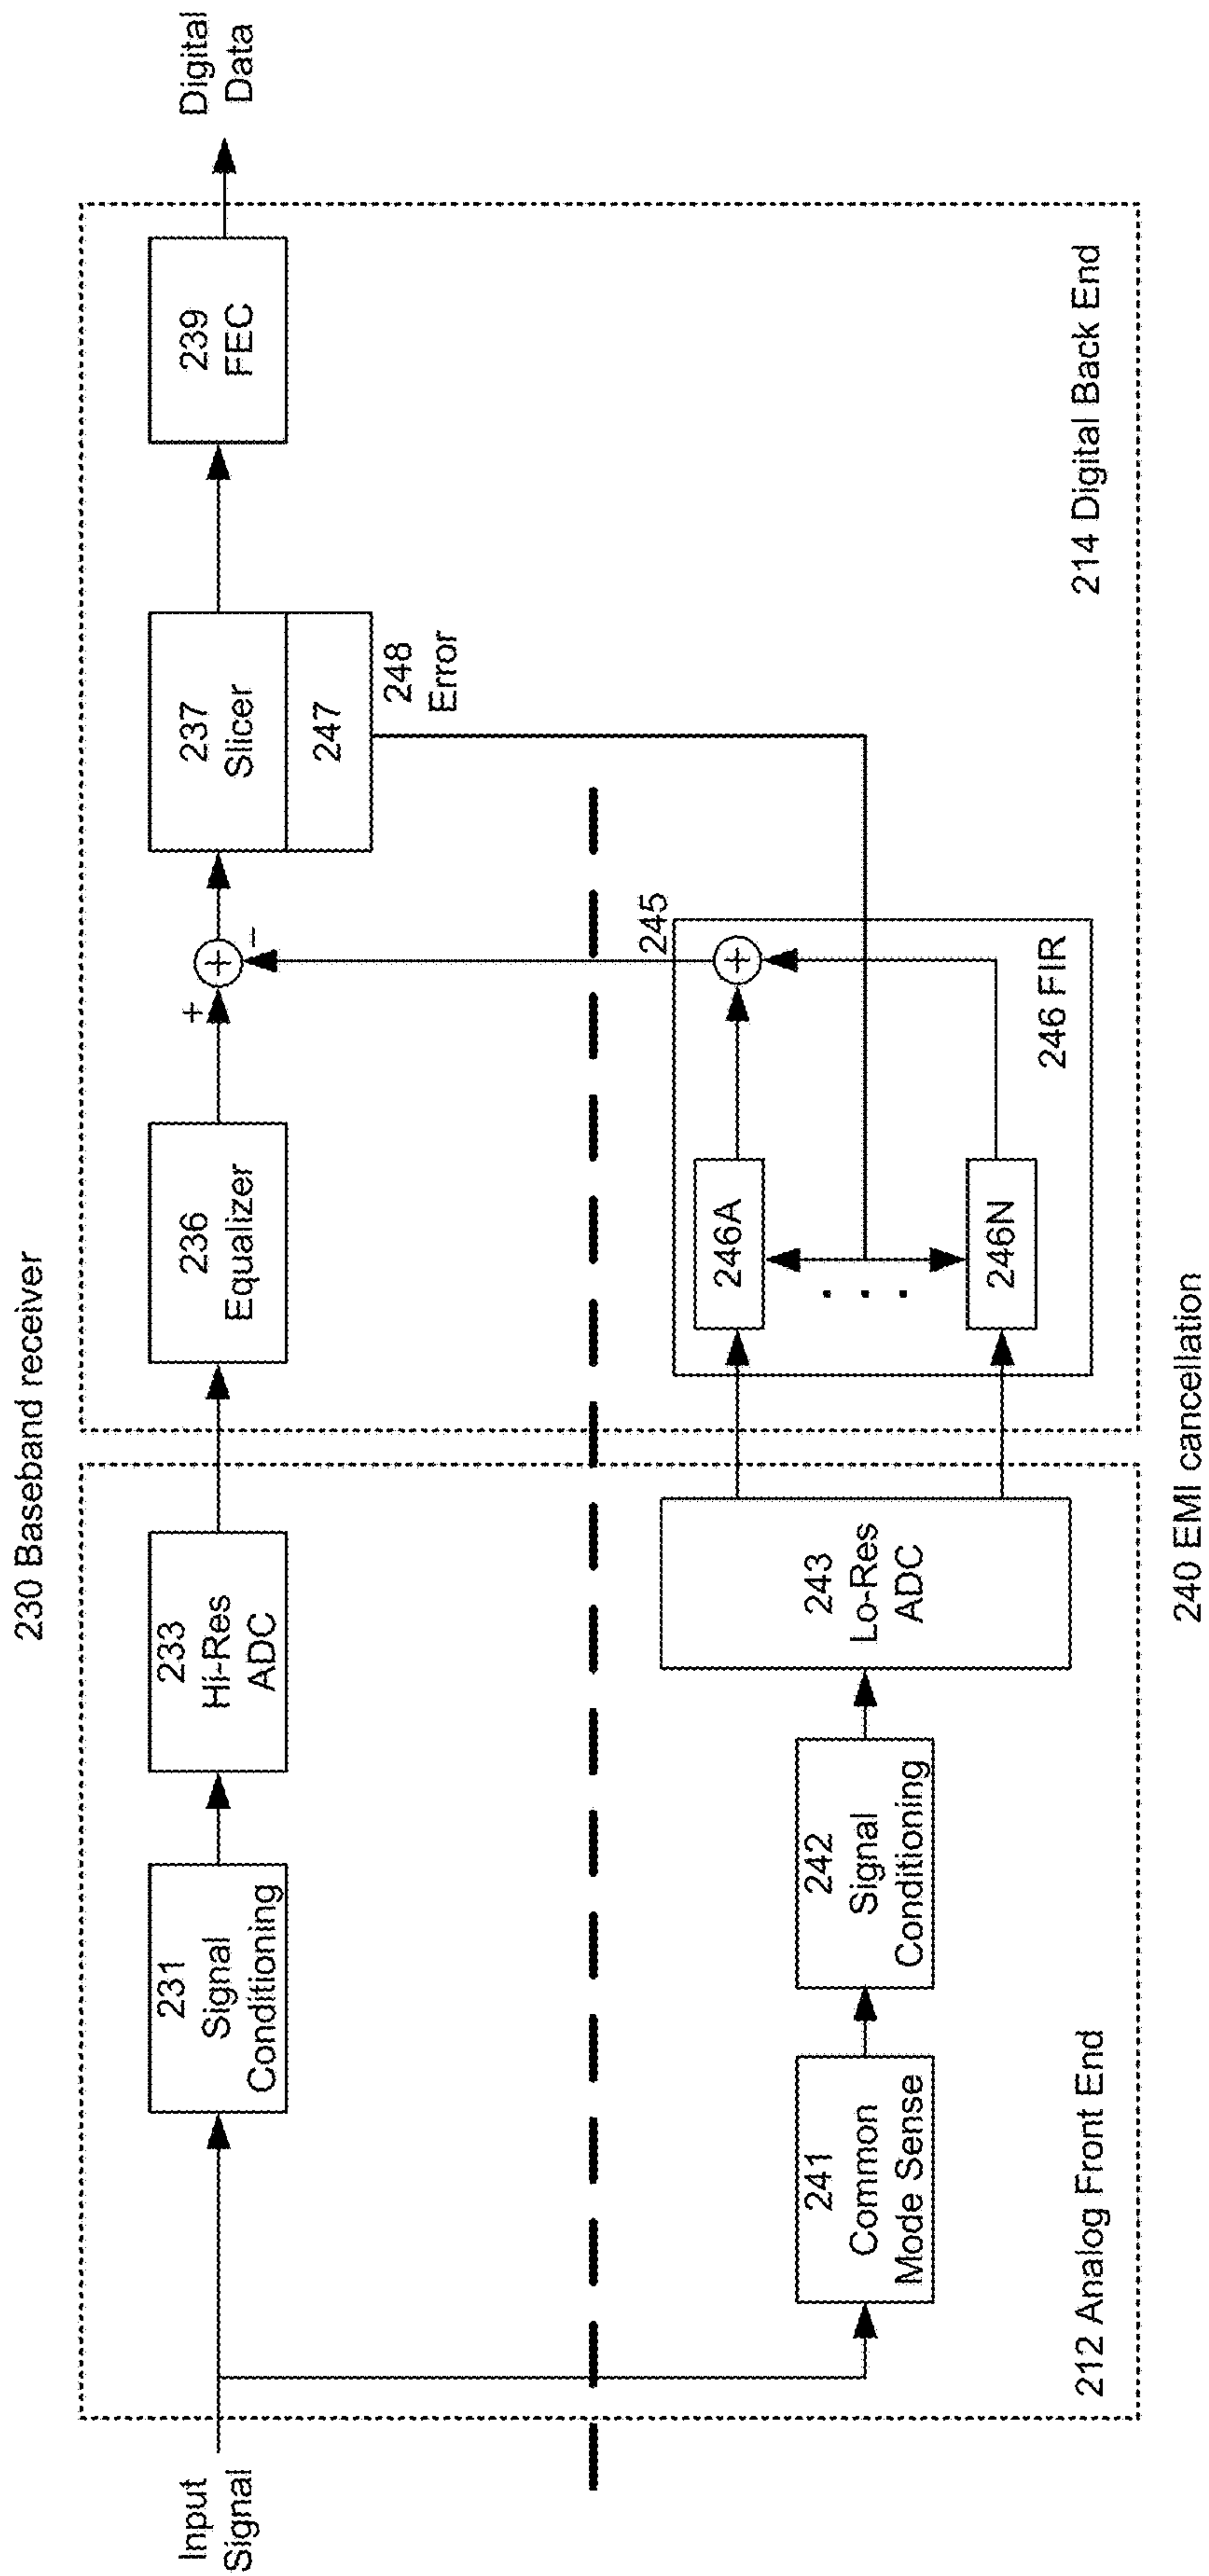 230 Baseband receiver
Input
Signal
231
Signal
Conditioning
233
Hi-Res
ADC
236
Equalizer
+
+
−
237
Slicer
247
248
Error
239
FEC
Digital
Data
241
Common
Mode Sense
242
Signal
Conditioning
243
Lo-Res
ADC
246A
. . .
246N
+
245
246 FIR
212 Analog Front End
214 Digital Back End
240 EMI cancellation